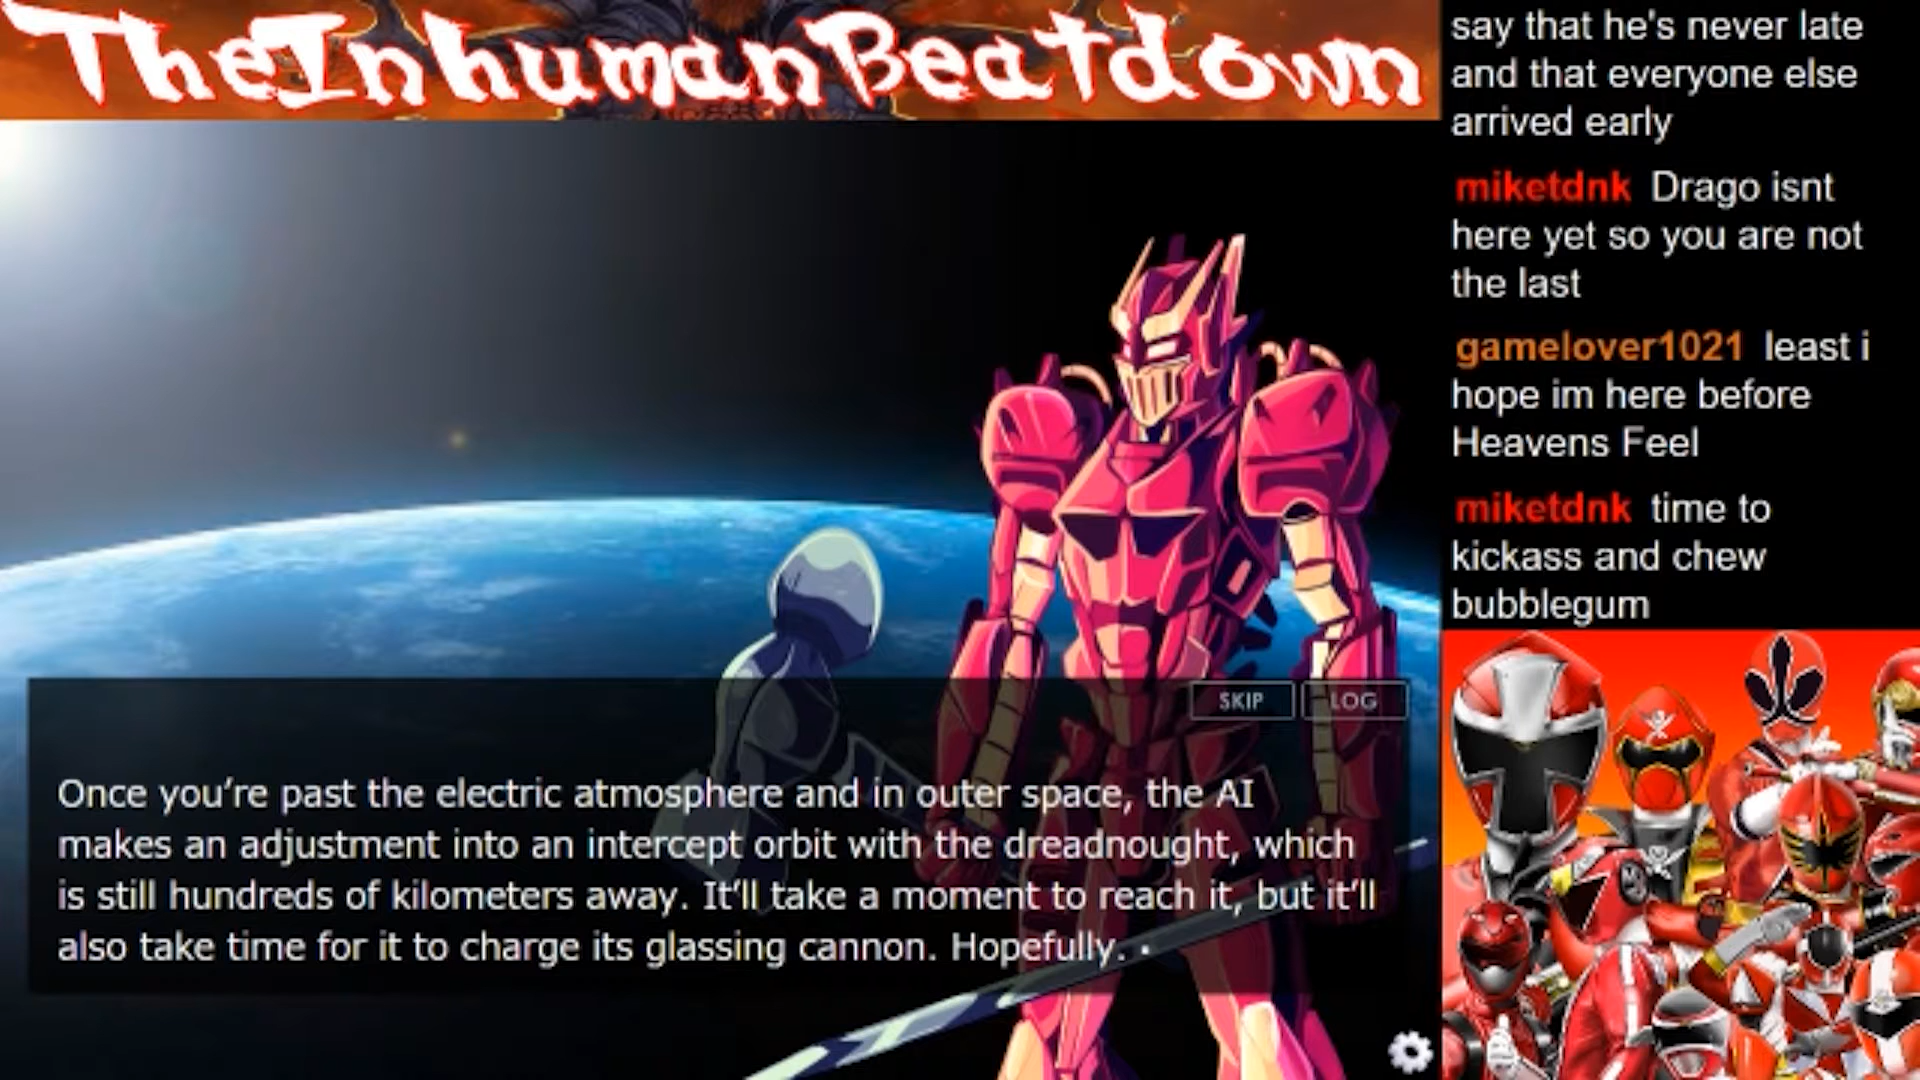 TheInhumanBeatdown
say that he's never late
and that everyone else
arrived early
miketdnk Drago isnt
here yet so you are not
the last
gamelover1021 least i
hope im here before
Heavens Feel
miketdnk time to
kickass and chew
bubblegum
SKIP LOG
Once you’re past the electric atmosphere and in outer space, the AI
makes an adjustment into an intercept orbit with the dreadnought, which
is still hundreds of kilometers away. It’ll take a moment to reach it, but it’ll
also take time for it to charge its glassing cannon. Hopefully.